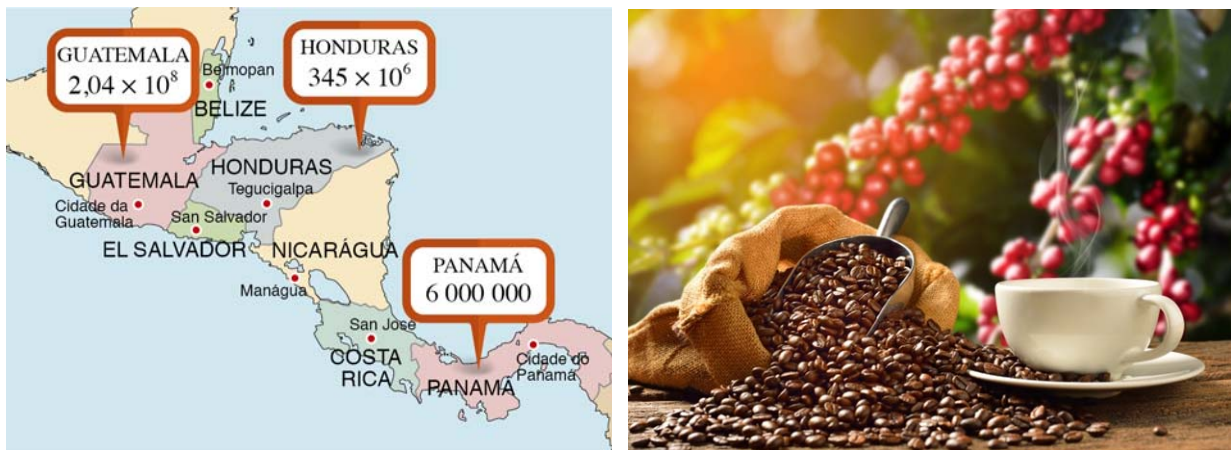 GUATEMALA
2,04 × 10⁸
HONDURAS
345 × 10⁶
Belmopan
BELIZE
HONDURAS
Tegucigalpa
GUATEMALA
Cidade da
Guatemala
San Salvador
EL SALVADOR
NICARÁGUA
Manágua
PANAMÁ
6 000 000
San José
COSTA
RICA
Cidade do
Panamá
PANAMÁ